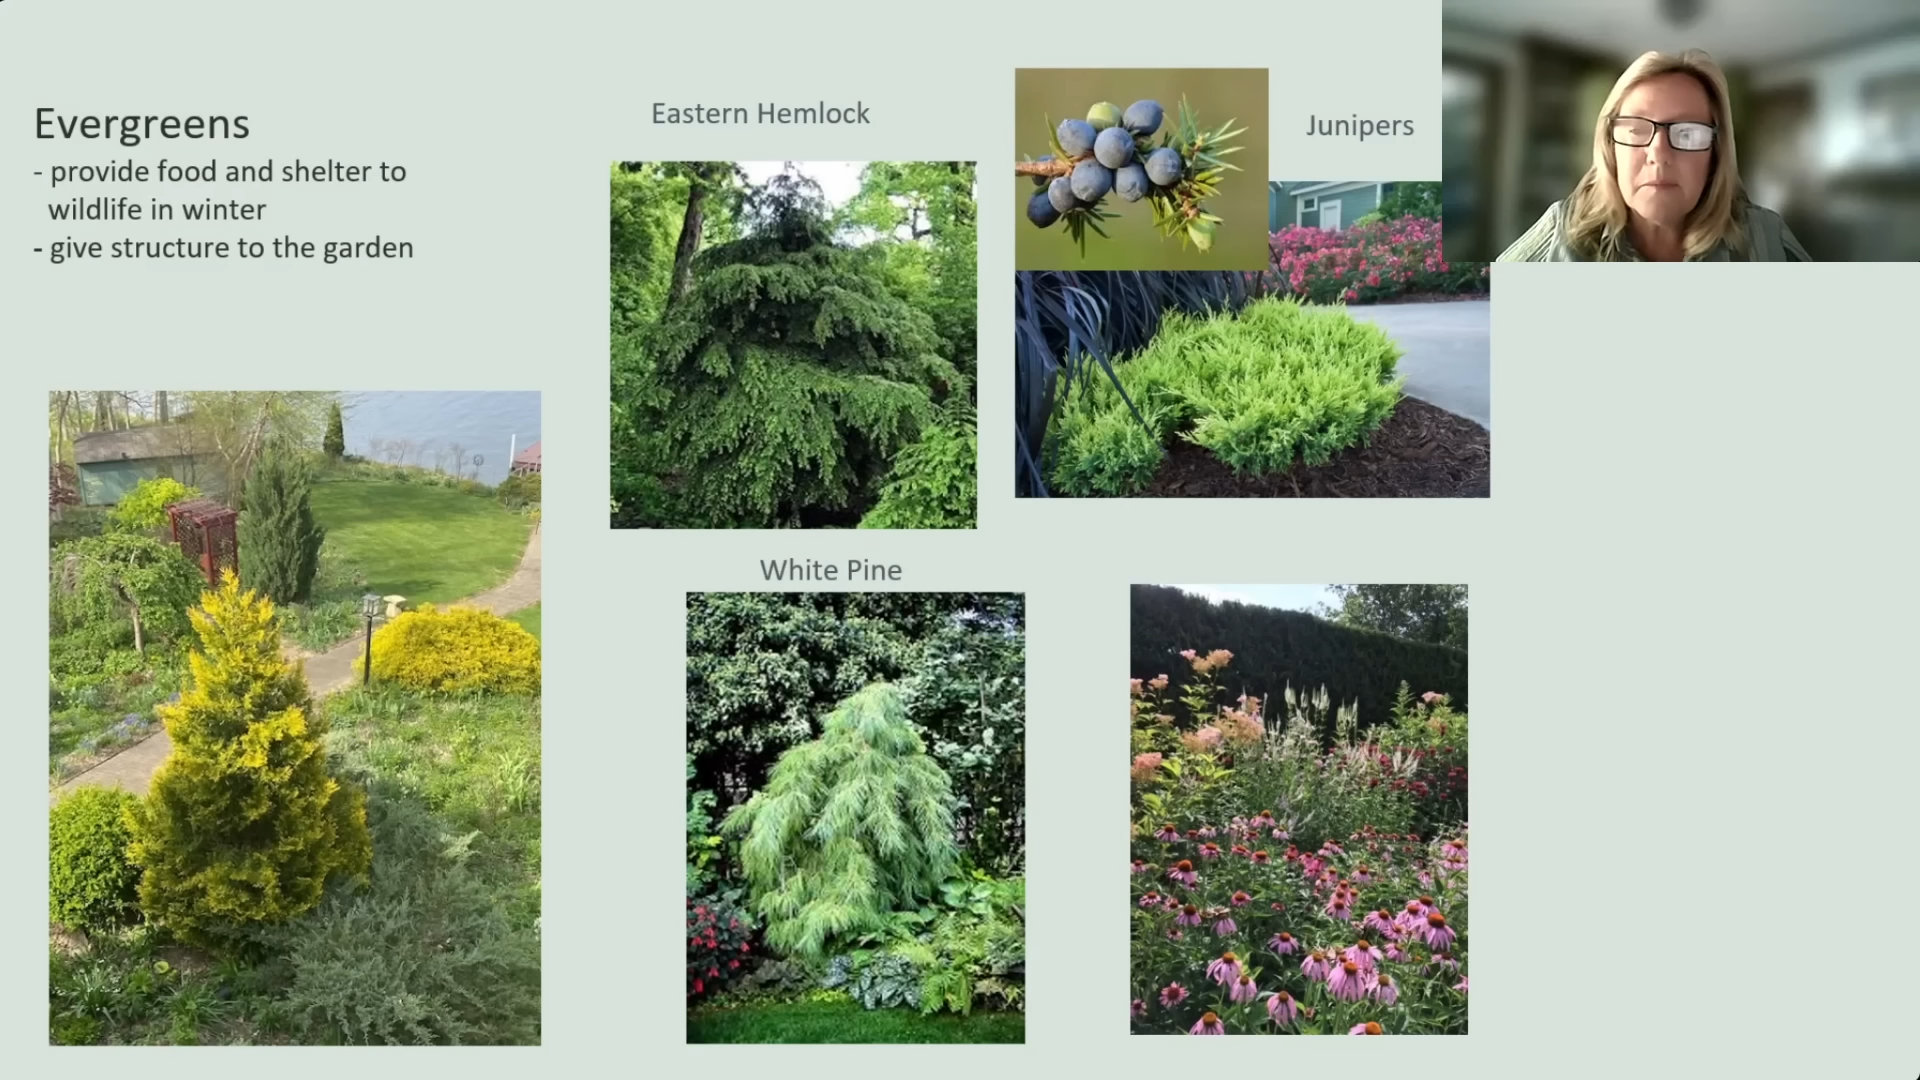 Evergreens
- provide food and shelter to
wildlife in winter
- give structure to the garden
Eastern Hemlock
Junipers
White Pine